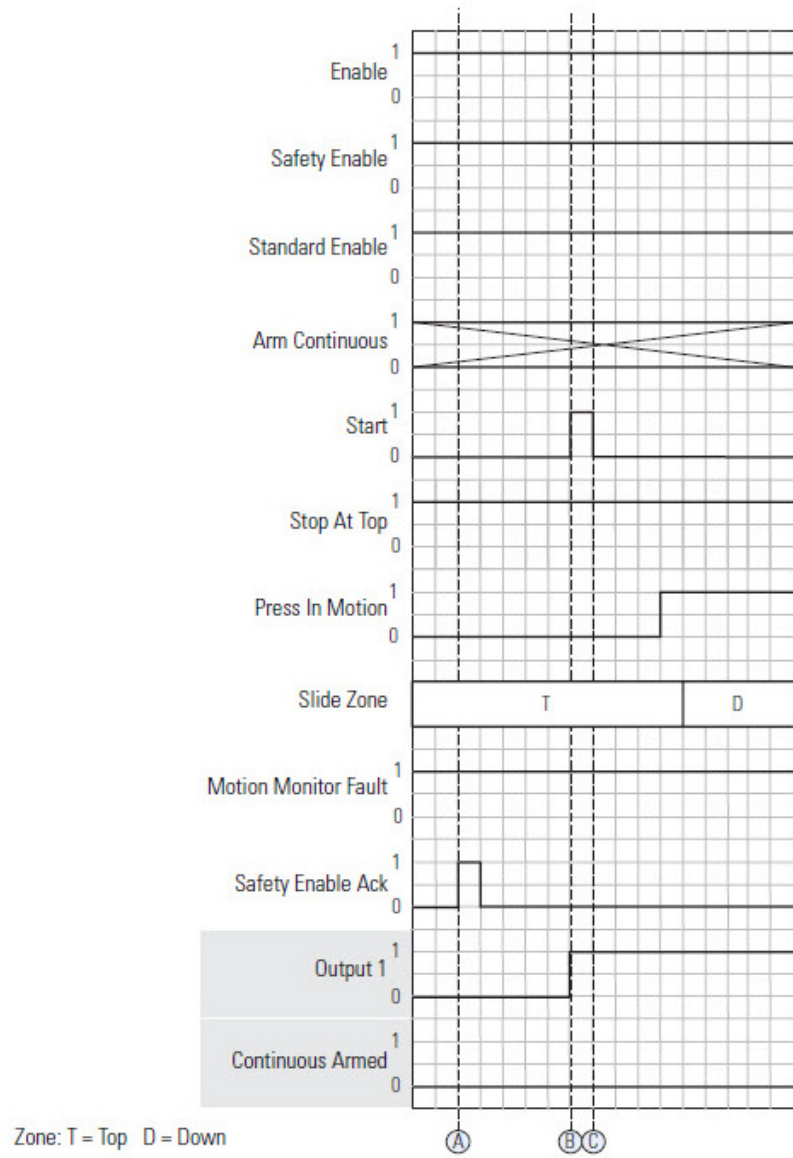 Enable 1
0
Safety Enable 1
0
Standard Enable 1
0
Arm Continuous 1
0
Start 1
0
Stop At Top 1
0
Press In Motion 1
0
Slide Zone T D
Motion Monitor Fault 1
0
Safety Enable Ack 1
0
Output 1 1
0
Continuous Armed 1
0
Zone: T = Top D = Down A B C